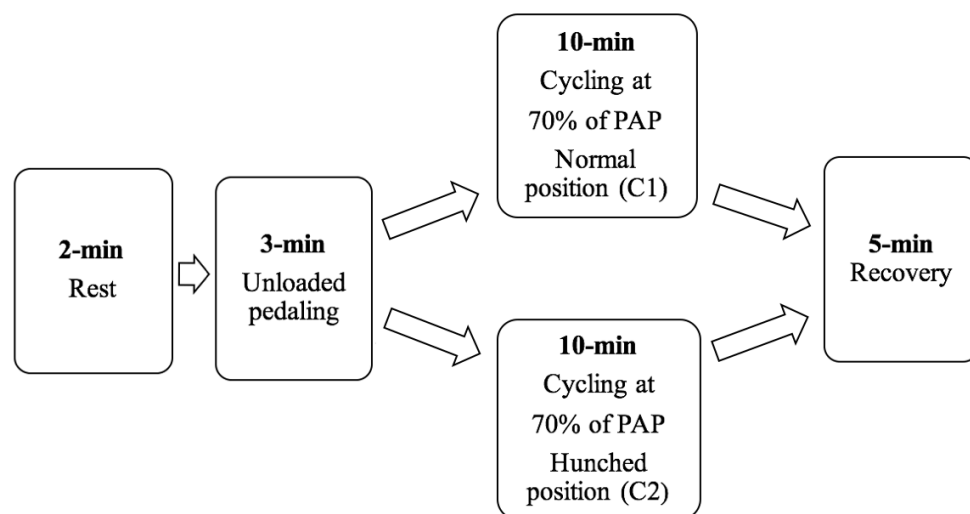 2-min
Rest
3-min
Unloaded
pedaling
10-min
Cycling at
70% of PAP
Normal
position (C1)
10-min
Cycling at
70% of PAP
Hunched
position (C2)
5-min
Recovery